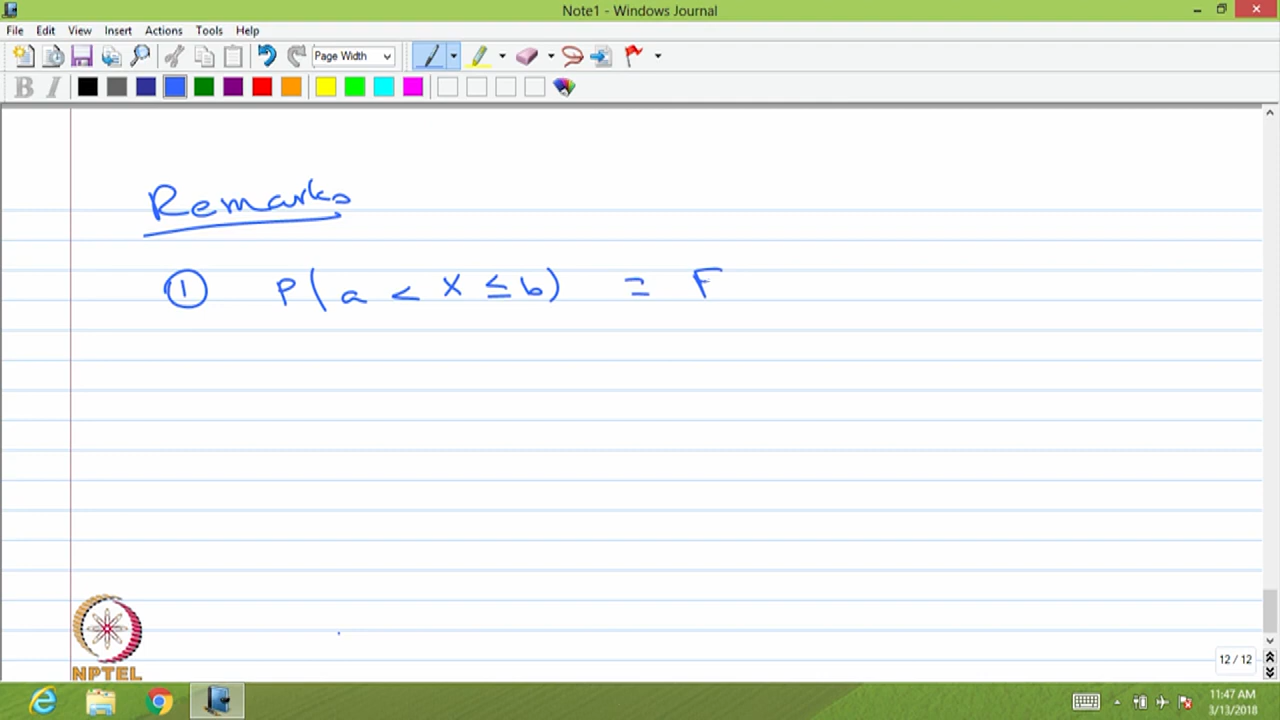 Note1 - Windows Journal
File Edit View Insert Actions Tools Help
Page Width
B I
Remarks
① P(a < X ≤ b) = F
NPTEL
12 / 12
11:47 AM
3/13/2018